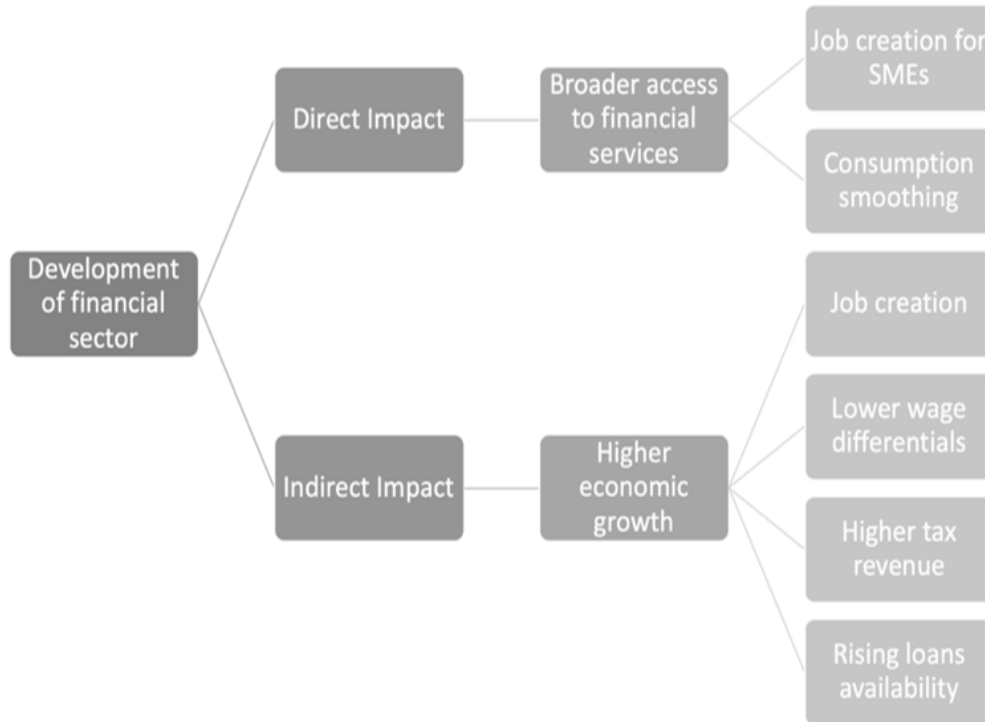 Development
of financial
sector
Direct Impact
Broader access
to financial
services
Job creation for
SMEs
Consumption
smoothing
Indirect Impact
Higher
economic
growth
Job creation
Lower wage
differentials
Higher tax
revenue
Rising loans
availability